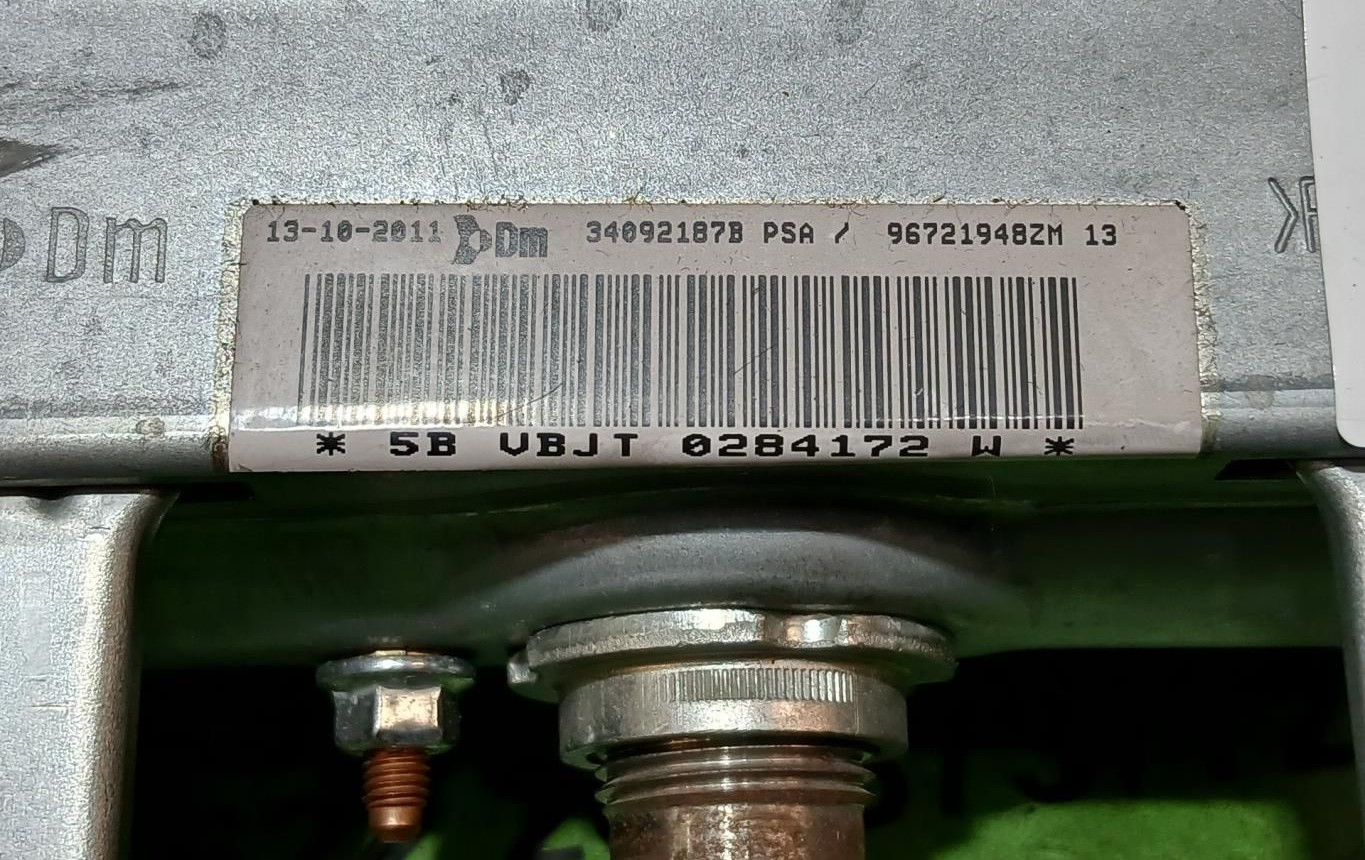 13-10-2011 Dm 34092187B PSA / 96721948ZM 13
Dm
* 5B VBJT 0284172 W *